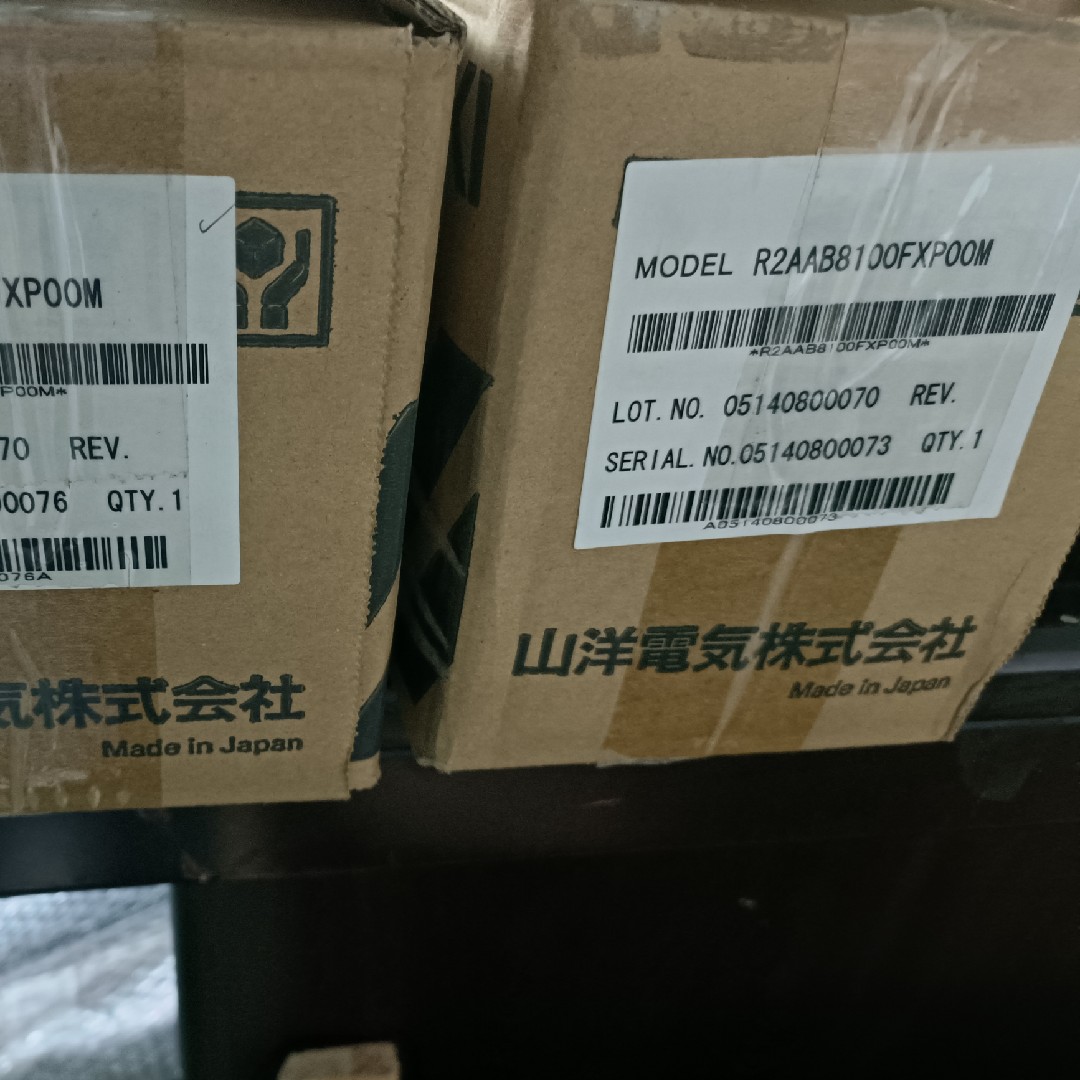 XP00M
P00M*
70 REV.
00076 QTY.1
076A
気株式会社
Made in Japan
MODEL R2AAB8100FXP00M
*R2AAB8100FXP00M*
LOT.NO. 05140800070 REV.
SERIAL.NO.05140800073 QTY.1
A05140800073
山洋電気株式会社
Made in Japan